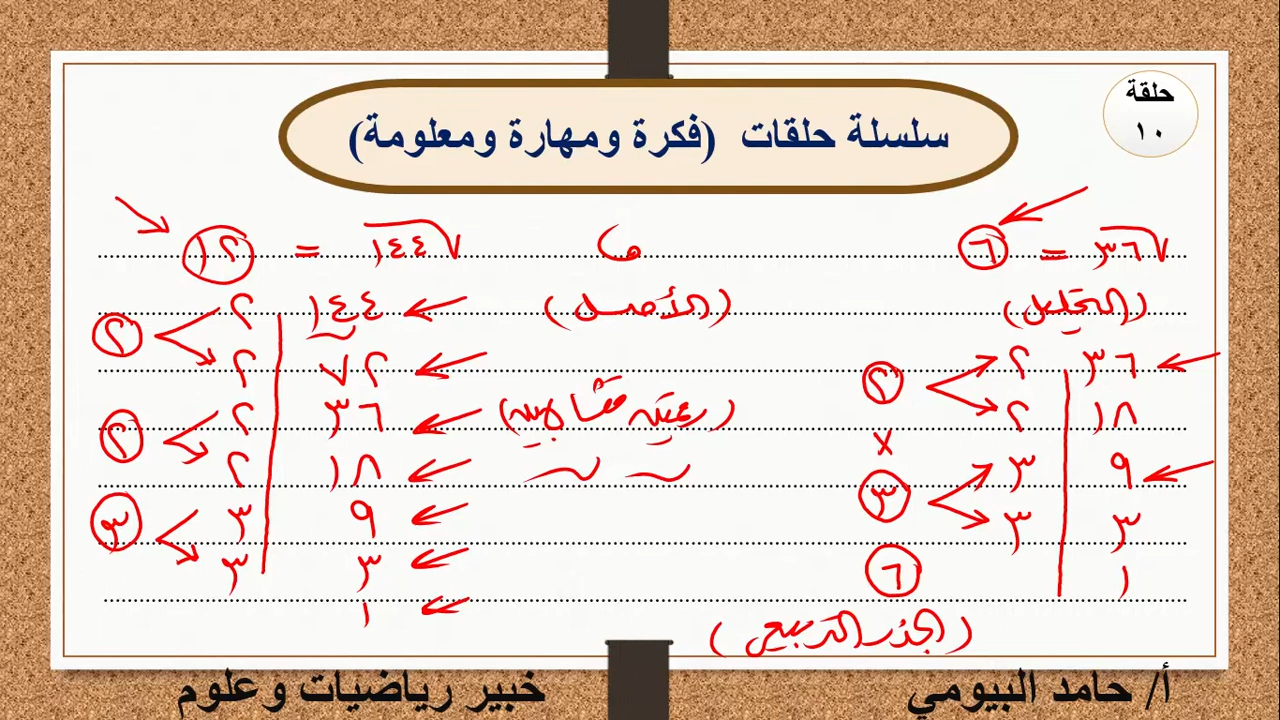 حلقة
١٠
سلسلة حلقات (فكرة ومهارة ومعلومة)
√٣٦ = ٦
√١٤٤ = ١٢
(التحليل)
٣٦ ٢
١٨ ٢
٩ ٣
٣ ٣
١
٢
×
٣
٦
(الجذر التربيعي)
(الأصل)
١٤٤ ٢
٧٢ ٢
٣٦ ٢
١٨ ٢
٩ ٣
٣ ٣
١
٢
٢
٣
أ/ حامد البيومي
خبير رياضيات وعلوم